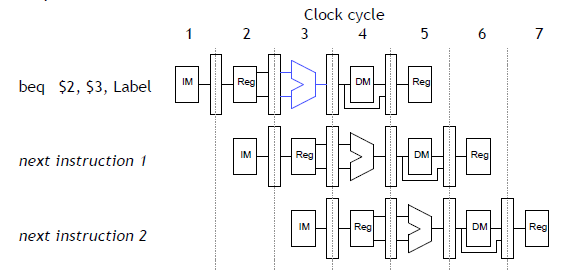 Clock cycle
1 2 3 4 5 6 7
beq $2, $3, Label IM Reg DM Reg
next instruction 1 IM Reg DM Reg
next instruction 2 IM Reg DM Reg